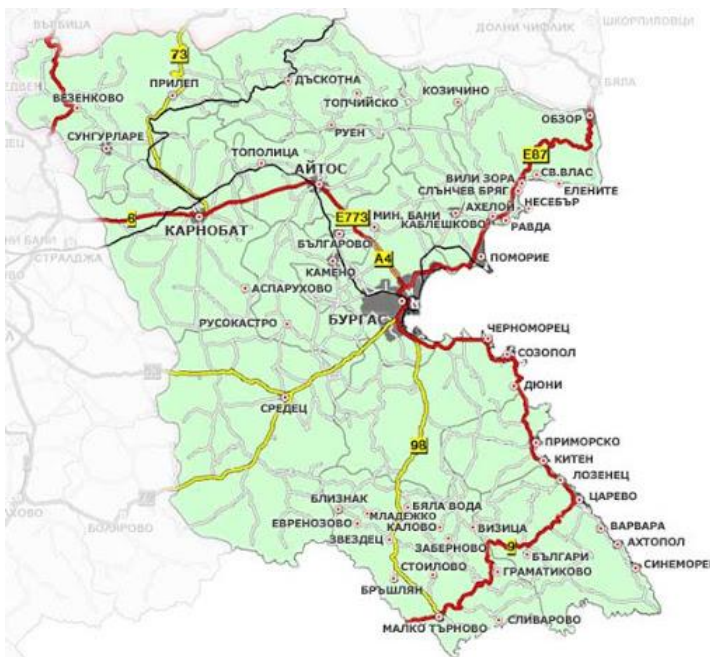 ВЪРБИЦА
ШКОРПИЛОВЦИ
ДОЛНИ ЧИФЛИК
73
БЯЛА
ПРИЛЕП
ДЪСКОТНА
ВЕЗЕНКОВО
ТОПЧИЙСКО
КОЗИЧИНО
ОБЗОР
СУНГУРЛАРЕ
РУЕН
E87
ТОПОЛИЦА
АЙТОС
ВИЛИ ЗОРА
СВ.ВЛАС
СЛЪНЧЕВ БРЯГ
ЕЛЕНИТЕ
НЕСЕБЪР
6
КАРНОБАТ
E773
МИН. БАНИ
АХЕЛОЙ
КАБЛЕШКОВО
РАВДА
БЪЛГАРОВО
СТРАЛДЖА
A4
ПОМОРИЕ
КАМЕНО
АСПАРУХОВО
БУРГАС
РУСОКАСТРО
ЧЕРНОМОРЕЦ
СОЗОПОЛ
ДЮНИ
СРЕДЕЦ
98
ПРИМОРСКО
КИТЕН
ЛОЗЕНЕЦ
БЛИЗНАК
БЯЛА ВОДА
ЦАРЕВО
МЛАДЕЖКО
ЕВРЕНОЗОВО
КАЛОВО
ВИЗИЦА
ВАРВАРА
БОЛЯРОВО
ЗВЕЗДЕЦ
ЗАБЕРНОВО
9
АХТОПОЛ
БЪЛГАРИ
СТОИЛОВО
ГРАМАТИКОВО
СИНЕМОРЕЦ
БРЪШЛЯН
МАЛКО ТЪРНОВО
СЛИВАРОВО